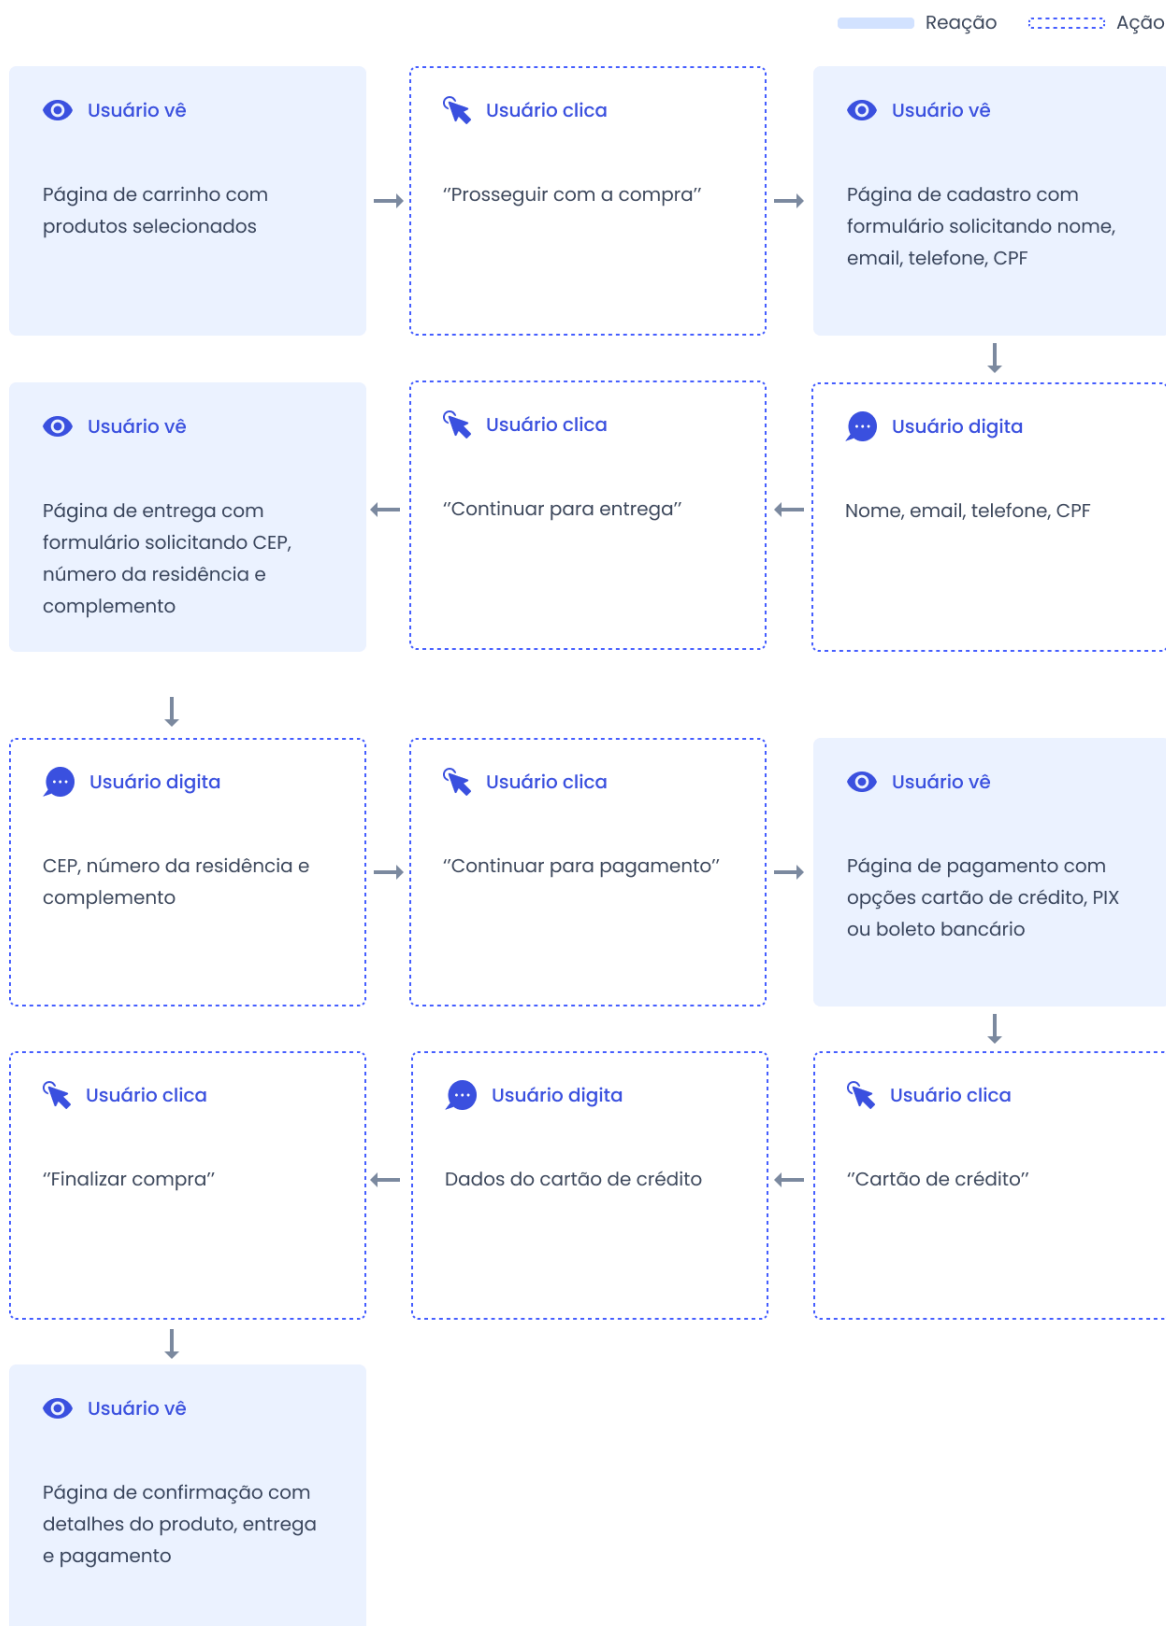 Reação
Ação
Usuário vê
Página de carrinho com
produtos selecionados
Usuário clica
“Prosseguir com a compra”
Usuário vê
Página de cadastro com
formulário solicitando nome,
email, telefone, CPF
Usuário digita
Nome, email, telefone, CPF
Usuário clica
“Continuar para entrega”
Usuário vê
Página de entrega com
formulário solicitando CEP,
número da residência e
complemento
Usuário digita
CEP, número da residência e
complemento
Usuário clica
“Continuar para pagamento”
Usuário vê
Página de pagamento com
opções cartão de crédito, PIX
ou boleto bancário
Usuário clica
“Cartão de crédito”
Usuário digita
Dados do cartão de crédito
Usuário clica
“Finalizar compra”
Usuário vê
Página de confirmação com
detalhes do produto, entrega
e pagamento